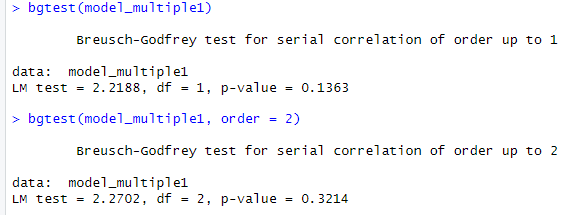 > bgtest(model_multiple1)
Breusch-Godfrey test for serial correlation of order up to 1
data: model_multiple1
LM test = 2.2188, df = 1, p-value = 0.1363
> bgtest(model_multiple1, order = 2)
Breusch-Godfrey test for serial correlation of order up to 2
data: model_multiple1
LM test = 2.2702, df = 2, p-value = 0.3214